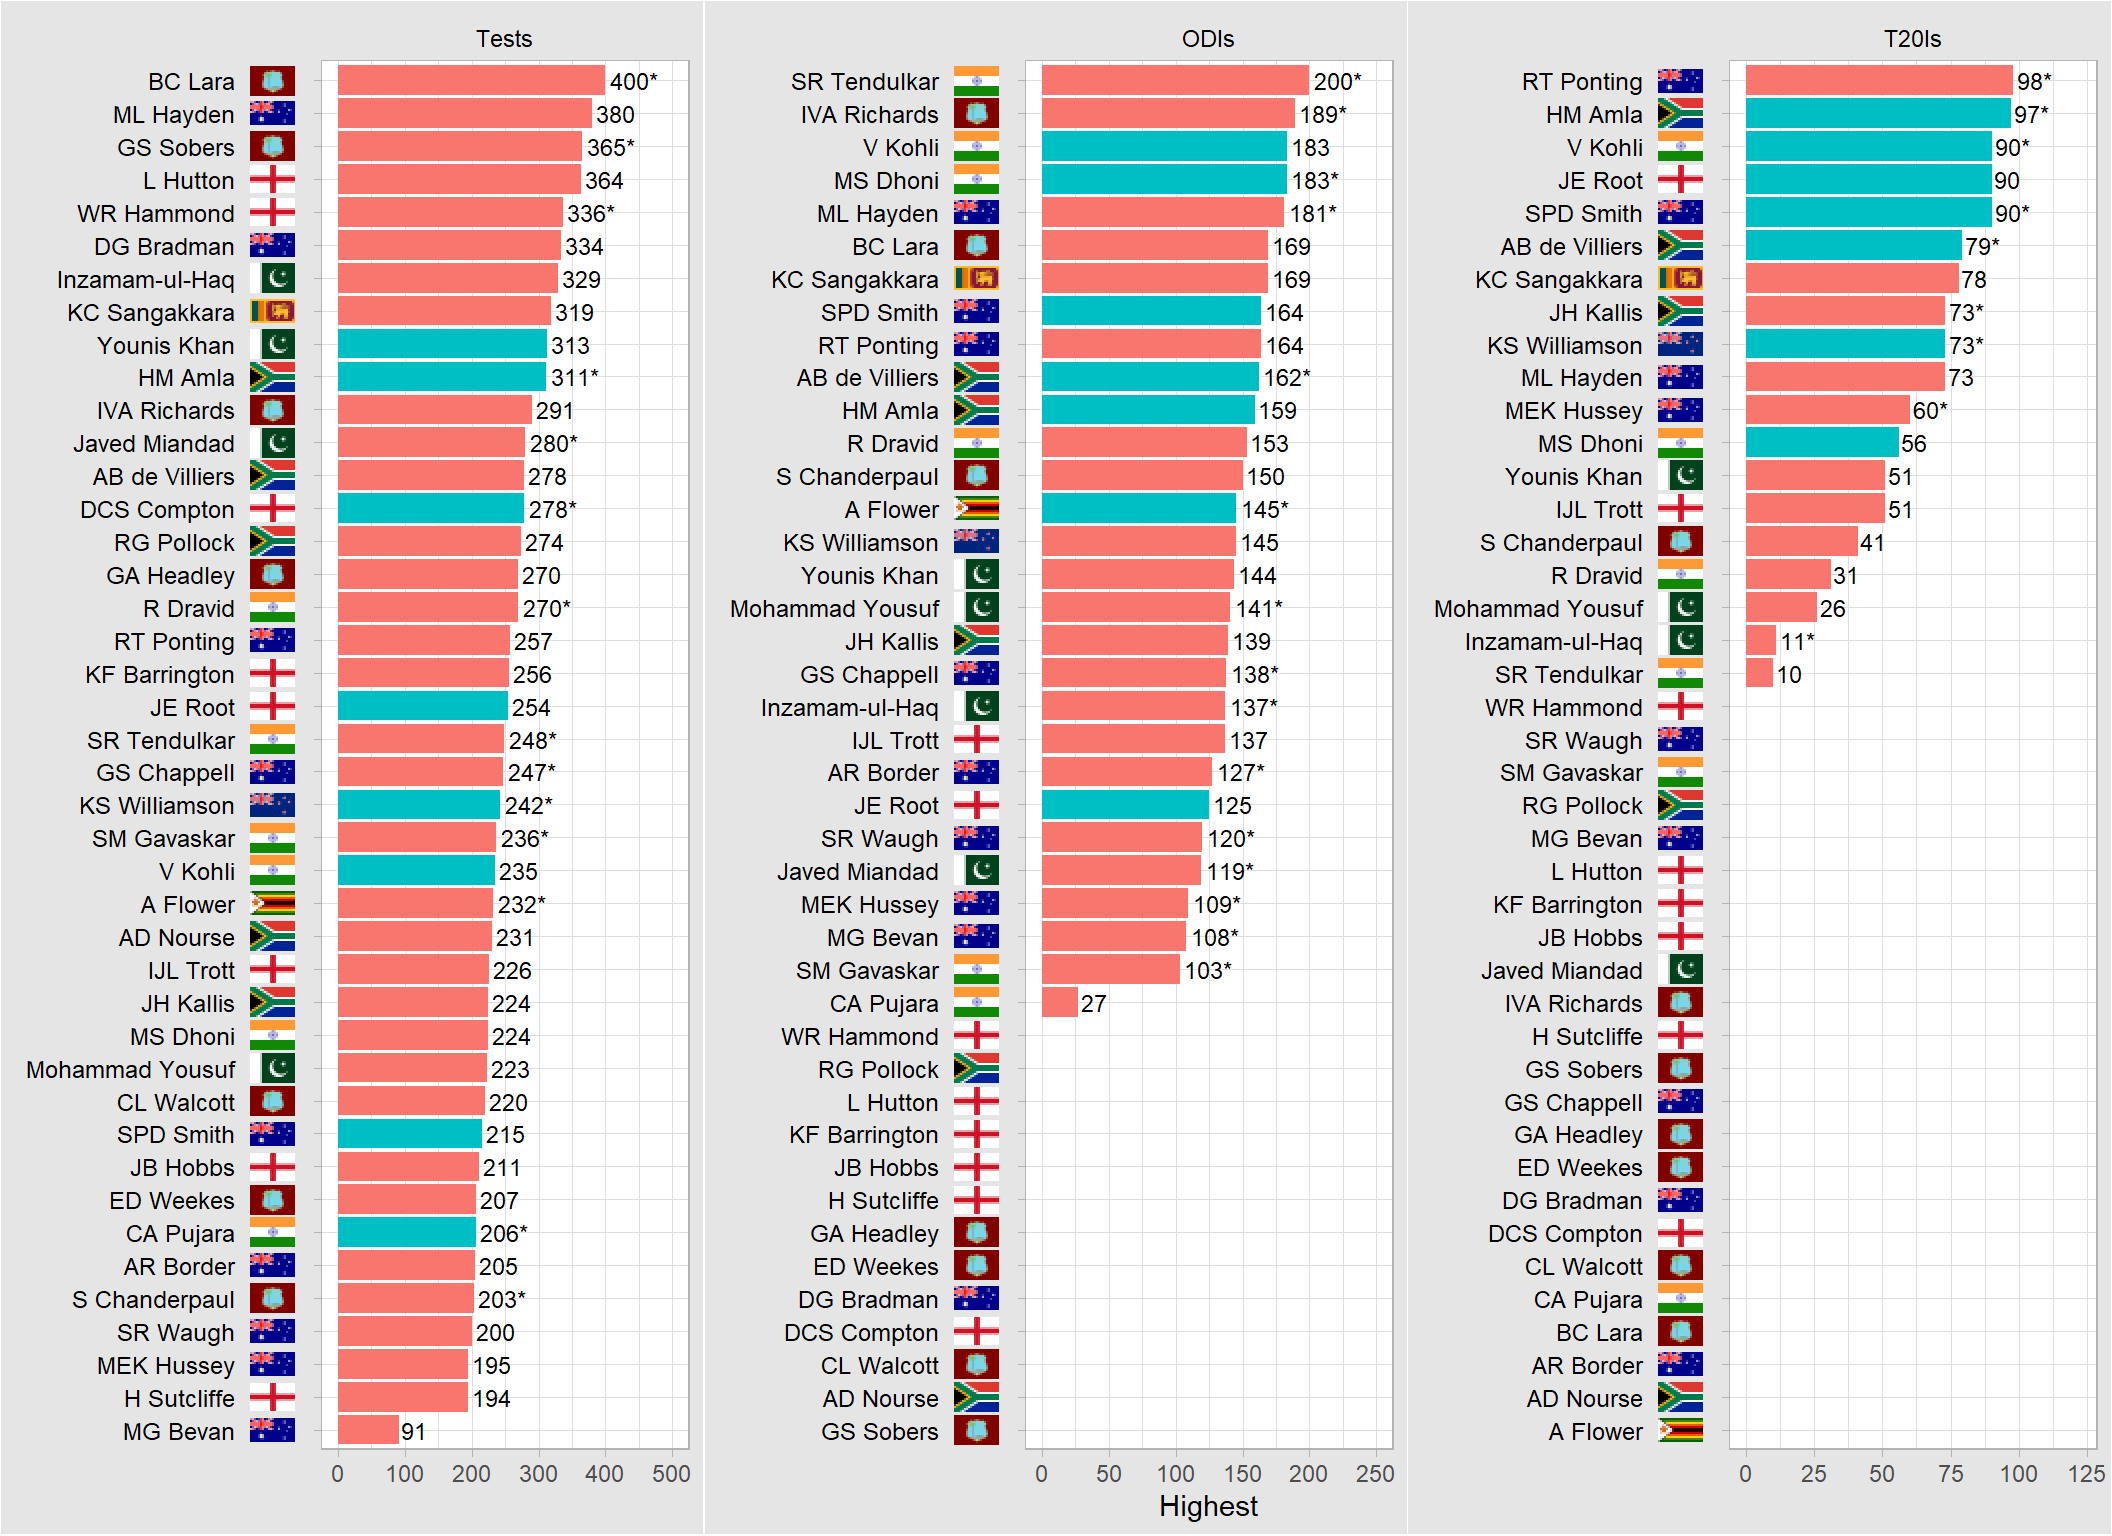 Tests
BC Lara 400*
ML Hayden 380
GS Sobers 365*
L Hutton 364
WR Hammond 336*
DG Bradman 334
Inzamam-ul-Haq 329
KC Sangakkara 319
Younis Khan 313
HM Amla 311*
IVA Richards 291
Javed Miandad 280*
AB de Villiers 278
DCS Compton 278*
RG Pollock 274
GA Headley 270
R Dravid 270*
RT Ponting 257
KF Barrington 256
JE Root 254
SR Tendulkar 248*
GS Chappell 247*
KS Williamson 242*
SM Gavaskar 236*
V Kohli 235
A Flower 232*
AD Nourse 231
IJL Trott 226
JH Kallis 224
MS Dhoni 224
Mohammad Yousuf 223
CL Walcott 220
SPD Smith 215
JB Hobbs 211
ED Weekes 207
CA Pujara 206*
AR Border 205
S Chanderpaul 203*
SR Waugh 200
MEK Hussey 195
H Sutcliffe 194
MG Bevan 91
0 100 200 300 400 500
ODIs
SR Tendulkar 200*
IVA Richards 189*
V Kohli 183
MS Dhoni 183*
ML Hayden 181*
BC Lara 169
KC Sangakkara 169
SPD Smith 164
RT Ponting 164
AB de Villiers 162*
HM Amla 159
R Dravid 153
S Chanderpaul 150
A Flower 145*
KS Williamson 145
Younis Khan 144
Mohammad Yousuf 141*
JH Kallis 139
GS Chappell 138*
Inzamam-ul-Haq 137*
IJL Trott 137
AR Border 127*
JE Root 125
SR Waugh 120*
Javed Miandad 119*
MEK Hussey 109*
MG Bevan 108*
SM Gavaskar 103*
CA Pujara 27
WR Hammond
RG Pollock
L Hutton
KF Barrington
JB Hobbs
H Sutcliffe
GA Headley
ED Weekes
DG Bradman
DCS Compton
CL Walcott
AD Nourse
GS Sobers
0 50 100 150 200 250
Highest
T20Is
RT Ponting 98*
HM Amla 97*
V Kohli 90*
JE Root 90
SPD Smith 90*
AB de Villiers 79*
KC Sangakkara 78
JH Kallis 73*
KS Williamson 73*
ML Hayden 73
MEK Hussey 60*
MS Dhoni 56
Younis Khan 51
IJL Trott 51
S Chanderpaul 41
R Dravid 31
Mohammad Yousuf 26
Inzamam-ul-Haq 11*
SR Tendulkar 10
WR Hammond
SR Waugh
SM Gavaskar
RG Pollock
MG Bevan
L Hutton
KF Barrington
JB Hobbs
Javed Miandad
IVA Richards
H Sutcliffe
GS Sobers
GS Chappell
GA Headley
ED Weekes
DG Bradman
DCS Compton
CL Walcott
CA Pujara
BC Lara
AR Border
AD Nourse
A Flower
0 25 50 75 100 125